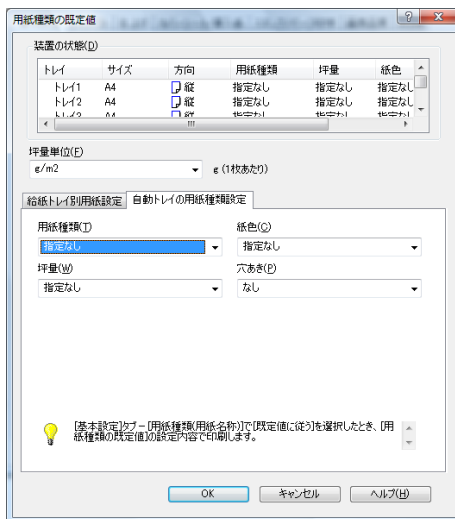 用紙種類の既定値
装置の状態(D)
トレイ サイズ 方向 用紙種類 坪量 紙色
トレイ1 A4 縦 指定なし 指定なし 指定なし
トレイ2 A4 縦 指定なし 指定なし 指定なし
坪量単位(F)
g/m2 g (1枚あたり)
給紙トレイ別用紙設定 自動トレイの用紙種類設定
用紙種類(T) 紙色(C)
指定なし 指定なし
坪量(W) 穴あき(P)
指定なし なし
[基本設定]タブ－[用紙種類(用紙名称)]で[既定値に従う]を選択したとき、[用
紙種類の既定値]の設定内容で印刷します。
OK キャンセル ヘルプ(H)